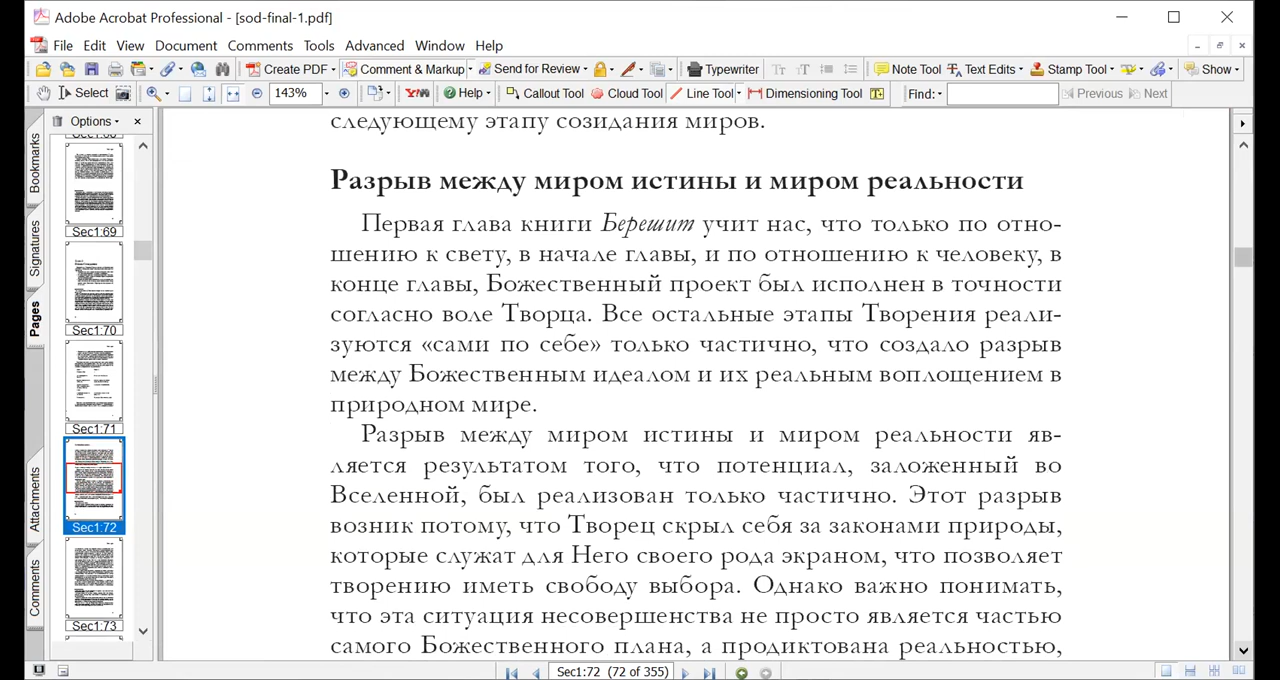 Adobe Acrobat Professional - [sod-final-1.pdf]
File Edit View Document Comments Tools Advanced Window Help
Create PDF Comment & Markup Send for Review Typewriter Note Tool Text Edits Stamp Tool Show
Select 143% Help Callout Tool Cloud Tool Line Tool Dimensioning Tool Find: Previous Next
Options
Bookmarks
Signatures
Pages
Attachments
Comments
Sec1:69
Sec1:70
Sec1:71
Sec1:72
Sec1:73
следующему этапу созидания миров.
Разрыв между миром истины и миром реальности
Первая глава книги Берешит учит нас, что только по отно-
шению к свету, в начале главы, и по отношению к человеку, в
конце главы, Божественный проект был исполнен в точности
согласно воле Творца. Все остальные этапы Творения реали-
зуются «сами по себе» только частично, что создало разрыв
между Божественным идеалом и их реальным воплощением в
природном мире.
Разрыв между миром истины и миром реальности яв-
ляется результатом того, что потенциал, заложенный во
Вселенной, был реализован только частично. Этот разрыв
возник потому, что Творец скрыл себя за законами природы,
которые служат для Него своего рода экраном, что позволяет
творению иметь свободу выбора. Однако важно понимать,
что эта ситуация несовершенства не просто является частью
самого Божественного плана, а продиктована реальностью,
Sec1:72 (72 of 355)